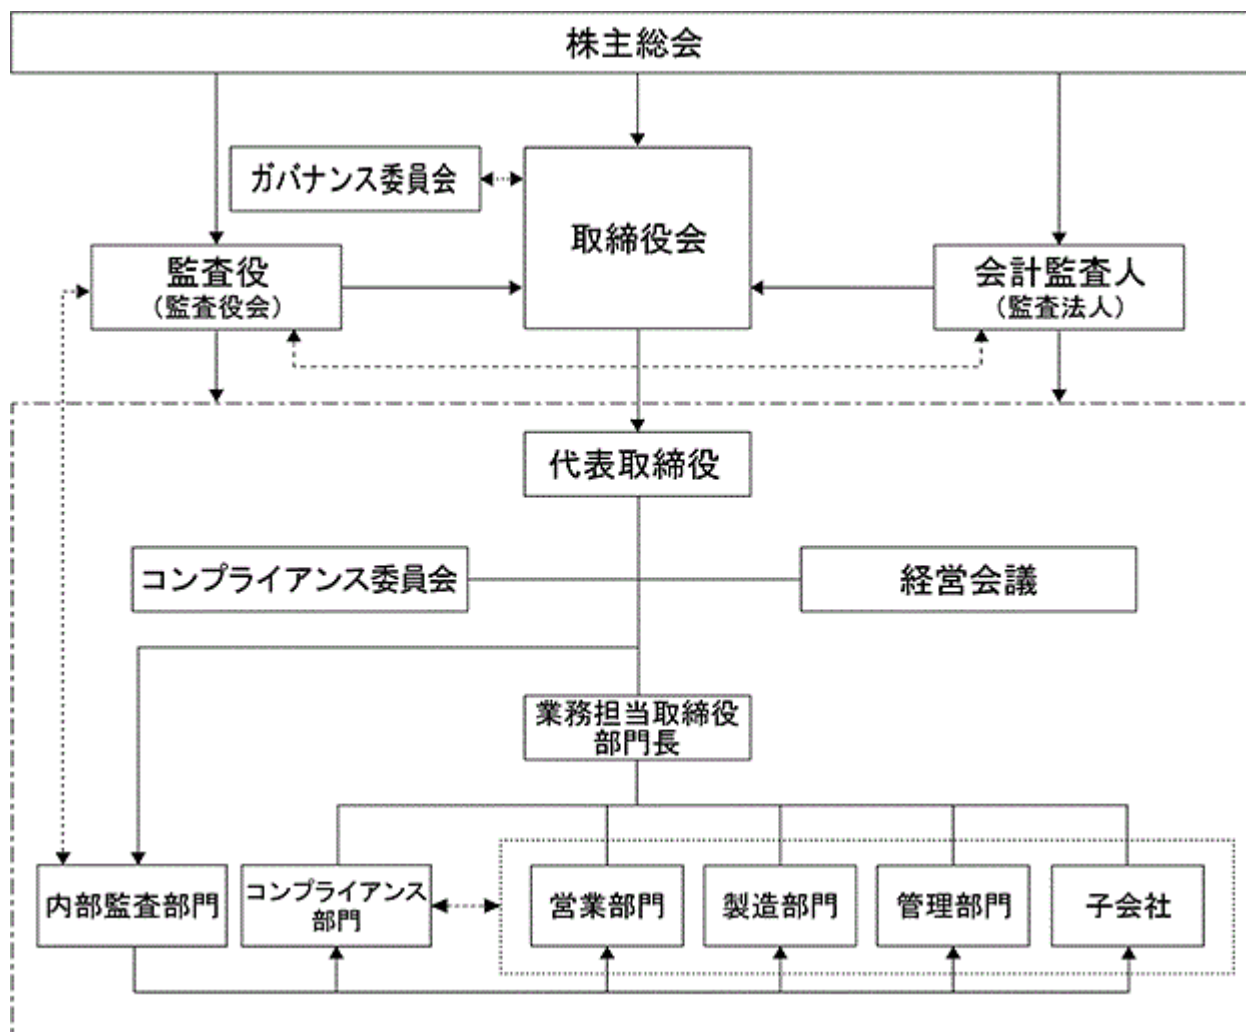 株主総会
ガバナンス委員会
取締役会
監査役
（監査役会）
会計監査人
（監査法人）
代表取締役
コンプライアンス委員会
経営会議
業務担当取締役
部門長
内部監査部門
コンプライアンス
部門
営業部門
製造部門
管理部門
子会社